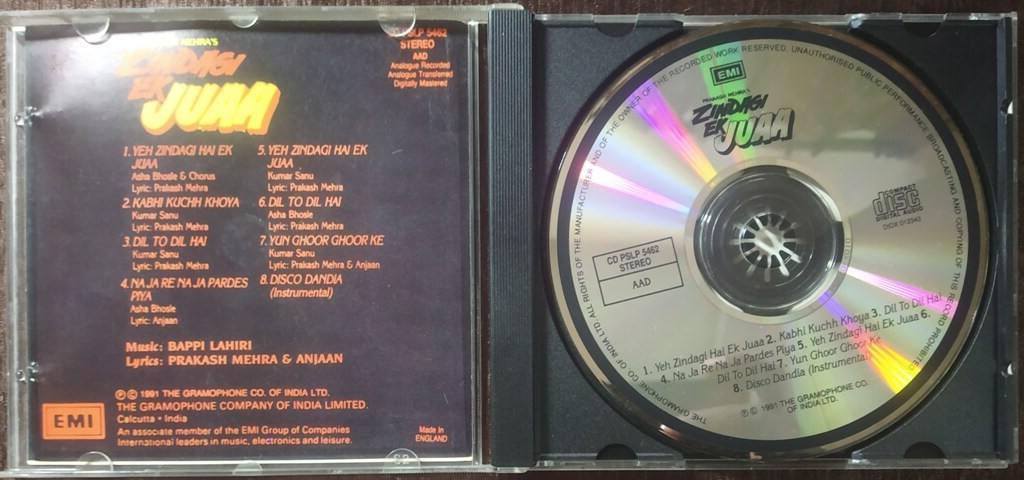 MEHRA'S
ZINDAGI
EK
JUAA
CD PSLP 5462
STEREO
AAD
Analogue Recorded
Analogue Transferred
Digitally Mastered
1. YEH ZINDAGI HAI EK
JUAA
Asha Bhosle & Chorus
Lyric: Prakash Mehra
2. KABHI KUCHH KHOYA
Kumar Sanu
Lyric: Prakash Mehra
3. DIL TO DIL HAI
Kumar Sanu
Lyric: Prakash Mehra
4. NA JA RE NA JA PARDES
PIYA
Asha Bhosle
Lyric: Anjaan
5. YEH ZINDAGI HAI EK
JUAA
Kumar Sanu
Lyric: Prakash Mehra
6. DIL TO DIL HAI
Asha Bhosle
Lyric: Prakash Mehra
7. YUN GHOOR GHOOR KE
Kumar Sanu
Lyric: Prakash Mehra & Anjaan
8. DISCO DANDIA
(Instrumental)
Music: BAPPI LAHIRI
Lyrics: PRAKASH MEHRA & ANJAAN
Ⓟ © 1991 THE GRAMOPHONE CO. OF INDIA LTD.
THE GRAMOPHONE COMPANY OF INDIA LIMITED.
Calcutta • India
An associate member of the EMI Group of Companies
International leaders in music, electronics and leisure.
EMI
Made in
ENGLAND
THE GRAMOPHONE CO OF INDIA LTD. ALL RIGHTS OF THE MANUFACTURER AND OF THE OWNER OF THE RECORDED WORK RESERVED. UNAUTHORISED PUBLIC PERFORMANCE BROADCASTING AND COPYING OF THIS RECORD PROHIBITED
EMI
PRAKASH MEHRA'S
ZINDAGI
EK
JUAA
COMPACT
disc
DIGITAL AUDIO
CD PSLP 5462
STEREO
AAD
1. Yeh Zindagi Hai Ek Juaa 2. Kabhi Kuchh Khoya 3. Dil To Dil Hai
4. Na Ja Re Na Ja Pardes Piya 5. Yeh Zindagi Hai Ek Juaa 6.
Dil To Dil Hai 7. Yun Ghoor Ghoor Ke
8. Disco Dandia (Instrumental)
Ⓟ © 1991 THE GRAMOPHONE CO.
OF INDIA LTD.